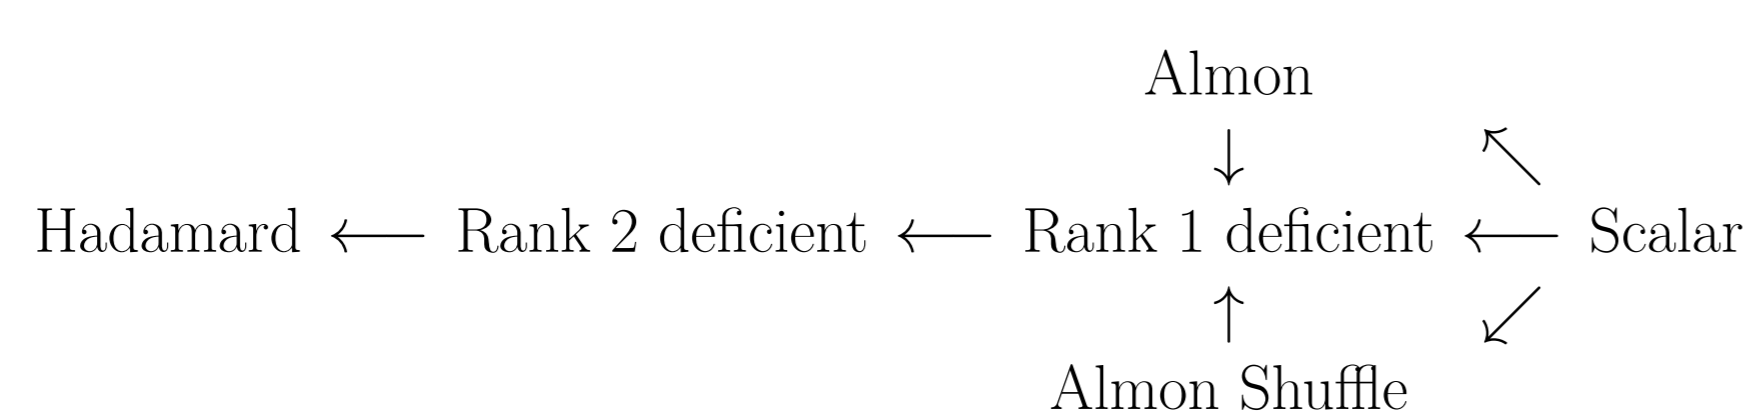 Almon
Hadamard ← Rank 2 deficient ← Rank 1 deficient ← Scalar
Almon Shuffle